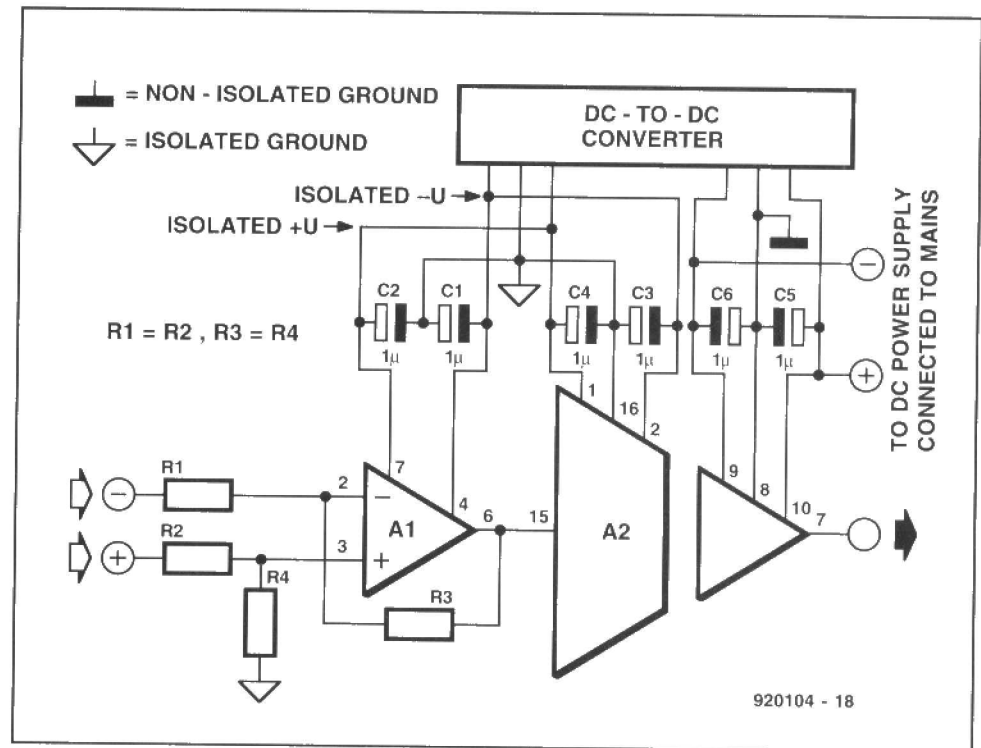 = NON - ISOLATED GROUND
= ISOLATED GROUND
DC - TO - DC
CONVERTER
ISOLATED –U
ISOLATED +U
C2
C1
C4
C3
C6
C5
1μ
1μ
1μ
1μ
1μ
1μ
R1 = R2 , R3 = R4
–
+
TO DC POWER SUPPLY
CONNECTED TO MAINS
1
16
2
7
4
9
8
10
–
R1
2
–
A1
6
15
A2
7
+
R2
3
+
R4
R3
920104 - 18